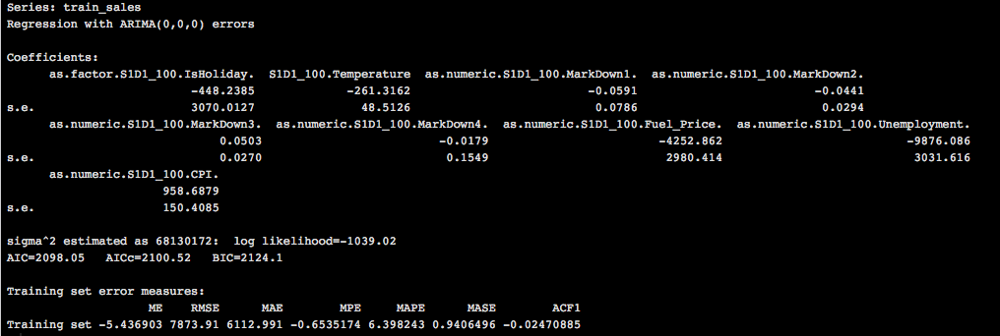 Series: train_sales
Regression with ARIMA(0,0,0) errors
Coefficients:
as.factor.S1D1_100.IsHoliday. S1D1_100.Temperature as.numeric.S1D1_100.MarkDown1. as.numeric.S1D1_100.MarkDown2.
-448.2385 -261.3162 -0.0591 -0.0441
s.e. 3070.0127 48.5126 0.0786 0.0294
as.numeric.S1D1_100.MarkDown3. as.numeric.S1D1_100.MarkDown4. as.numeric.S1D1_100.Fuel_Price. as.numeric.S1D1_100.Unemployment.
0.0503 -0.0179 -4252.862 -9876.086
s.e. 0.0270 0.1549 2980.414 3031.616
as.numeric.S1D1_100.CPI.
958.6879
s.e. 150.4085
sigma^2 estimated as 68130172: log likelihood=-1039.02
AIC=2098.05 AICc=2100.52 BIC=2124.1
Training set error measures:
ME RMSE MAE MPE MAPE MASE ACF1
Training set -5.436903 7873.91 6112.991 -0.6535174 6.398243 0.9406496 -0.02470885